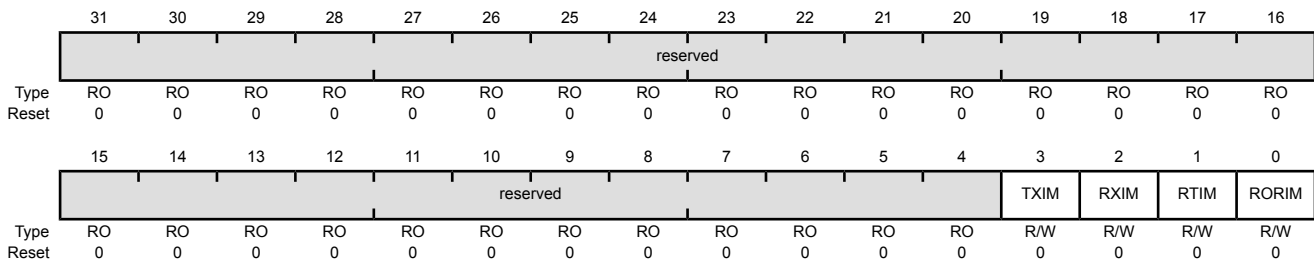 31 30 29 28 27 26 25 24 23 22 21 20 19 18 17 16
reserved
Type RO RO RO RO RO RO RO RO RO RO RO RO RO RO RO RO
Reset 0 0 0 0 0 0 0 0 0 0 0 0 0 0 0 0
15 14 13 12 11 10 9 8 7 6 5 4 3 2 1 0
reserved TXIM RXIM RTIM RORIM
Type RO RO RO RO RO RO RO RO RO RO RO RO R/W R/W R/W R/W
Reset 0 0 0 0 0 0 0 0 0 0 0 0 0 0 0 0